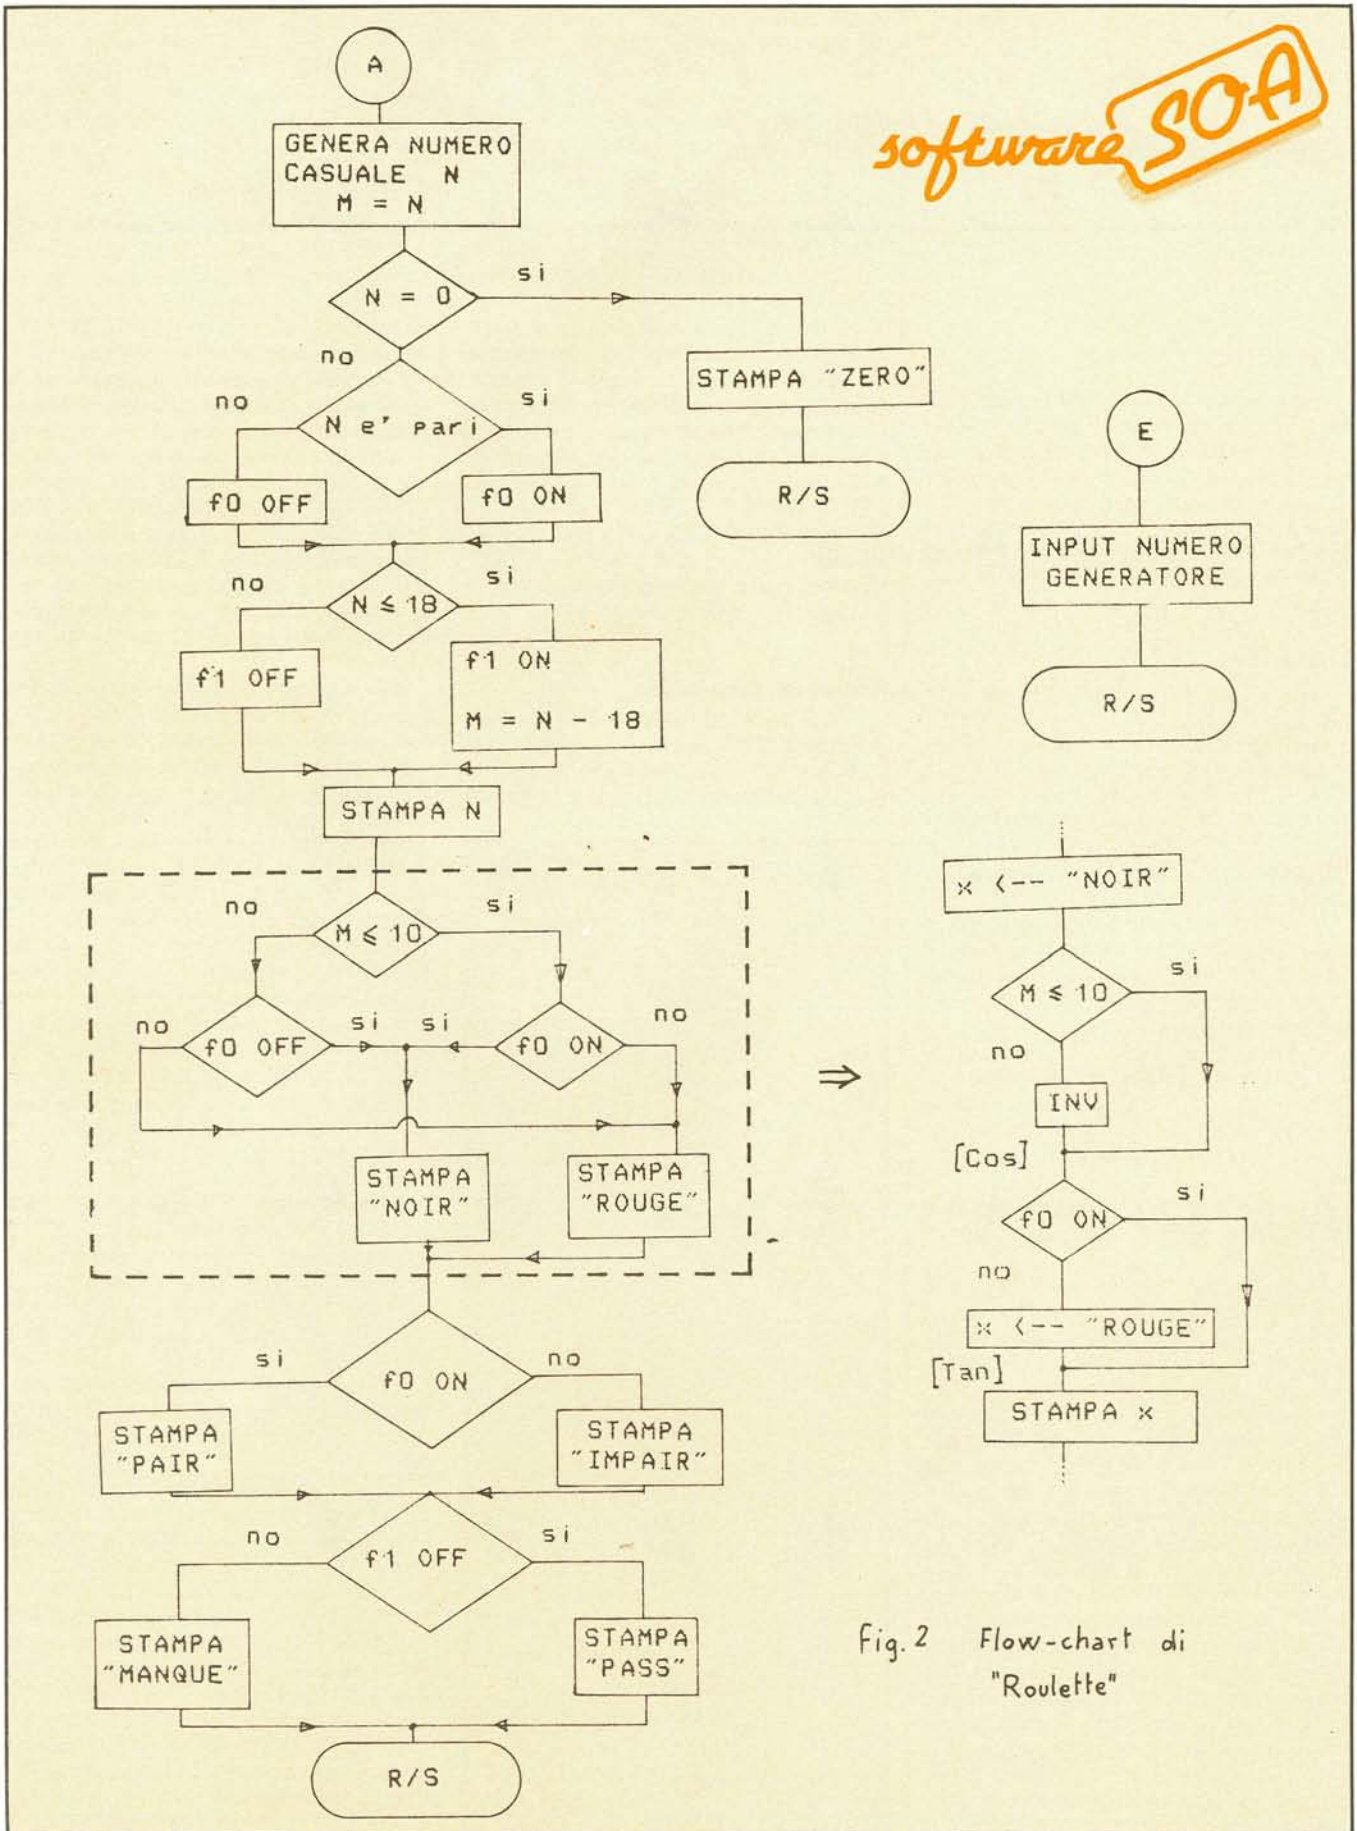 software SOA
A
GENERA NUMERO
CASUALE N
M = N
N = 0
si
no
STAMPA "ZERO"
R/S
N e' pari
no
si
f0 OFF
f0 ON
N ≤ 18
no
si
f1 OFF
f1 ON
M = N - 18
STAMPA N
M ≤ 10
no
si
f0 OFF
no
si
f0 ON
si
no
STAMPA
"NOIR"
STAMPA
"ROUGE"
f0 ON
si
no
STAMPA
"PAIR"
STAMPA
"IMPAIR"
f1 OFF
no
si
STAMPA
"MANQUE"
STAMPA
"PASS"
R/S
E
INPUT NUMERO
GENERATORE
R/S
⇒
x <-- "NOIR"
M ≤ 10
si
no
INV
[Cos]
f0 ON
si
no
x <-- "ROUGE"
[Tan]
STAMPA x
Fig. 2 Flow-chart di
"Roulette"